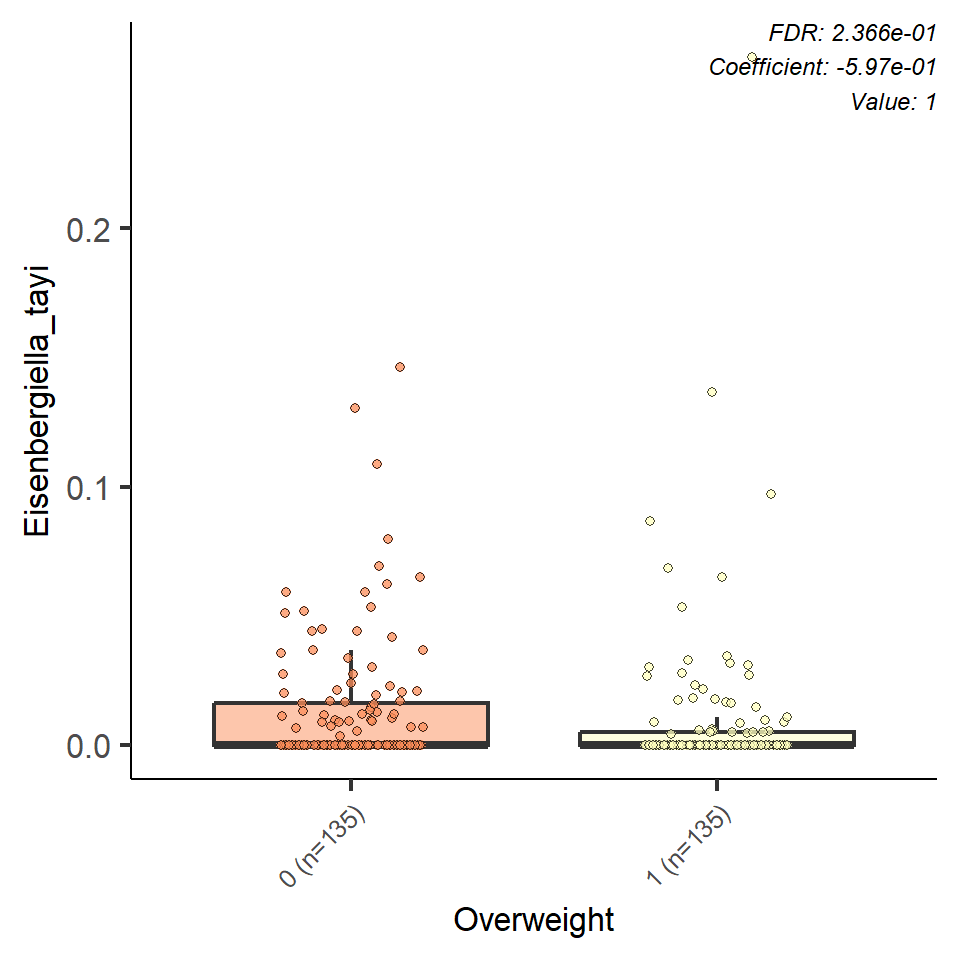 FDR: 2.366e-01
Coefficient: -5.97e-01
Value: 1
Eisenbergiella_tayi
0.2
0.1
0.0
0 (n=135)
1 (n=135)
Overweight